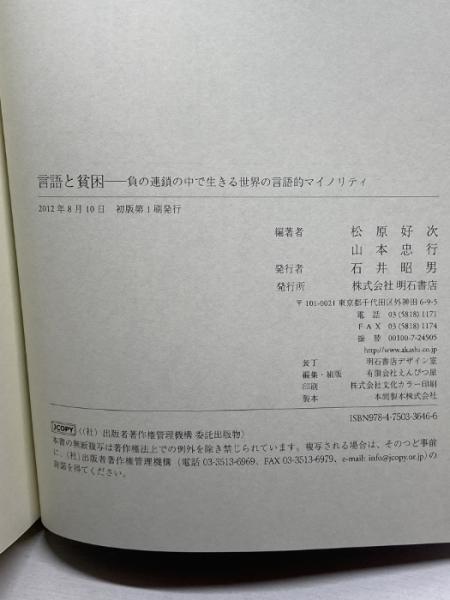 言語と貧困──負の連鎖の中で生きる世界の言語的マイノリティ
2012年8月10日 初版第1刷発行
編著者 松原好次
山本忠行
発行者 石井昭男
発行所 株式会社 明石書店
〒101-0021 東京都千代田区外神田 6-9-5
電話 03 (5818) 1171
FAX 03 (5818) 1174
振替 00100-7-24505
http://www.akashi.co.jp
装丁 明石書店デザイン室
編集・組版 有限会社えんぴつ屋
印刷 株式会社文化カラー印刷
製本 本間製本株式会社
ISBN978-4-7503-3646-6
JCOPY 〈(社)出版者著作権管理機構 委託出版物〉
本書の無断複写は著作権法上での例外を除き禁じられています。複写される場合は、そのつど事前
に、(社)出版者著作権管理機構(電話 03-3513-6969、FAX 03-3513-6979、e-mail: info@jcopy.or.jp)の
許諾を得てください。